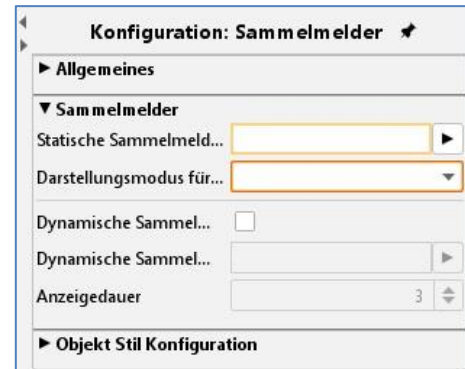 Konfiguration: Sammelmelder
Allgemeines
Sammelmelder
Statische Sammelmeld...
Darstellungsmodus für...
Dynamische Sammel...
Dynamische Sammel...
Anzeigedauer 3
Objekt Stil Konfiguration